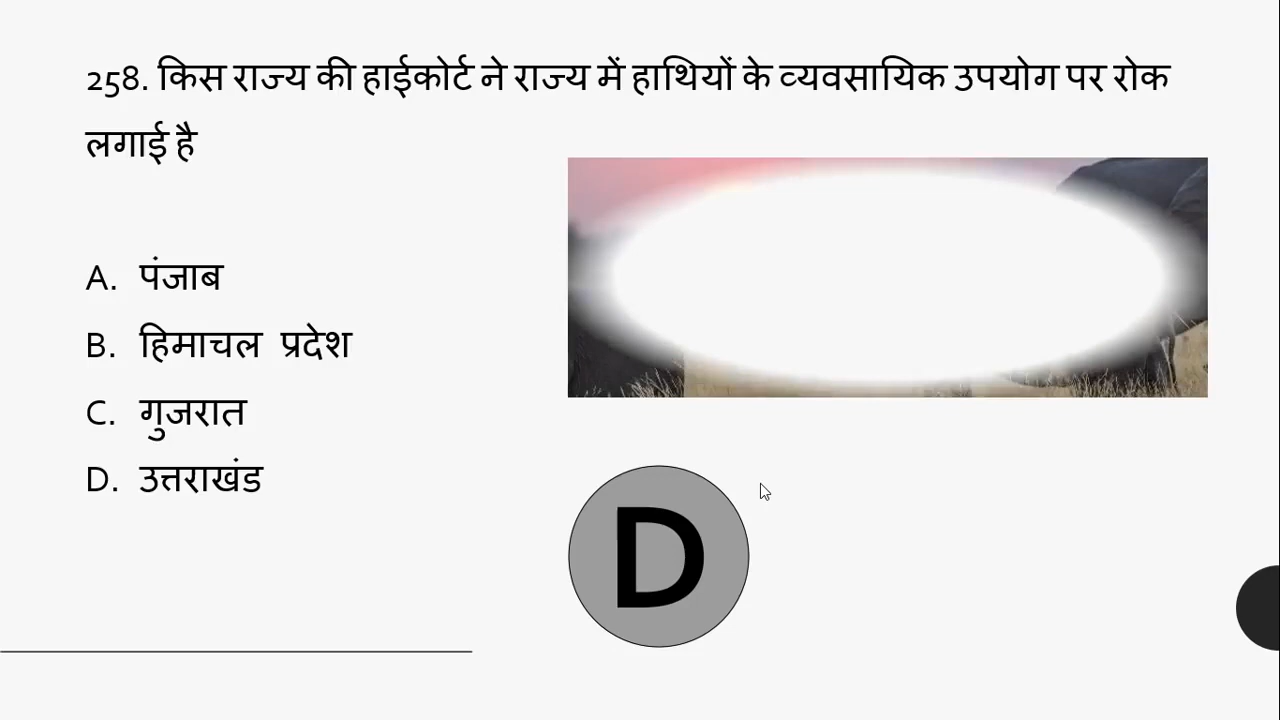 258. किस राज्य की हाईकोर्ट ने राज्य में हाथियों के व्यवसायिक उपयोग पर रोक
लगाई है
A. पंजाब
B. हिमाचल प्रदेश
C. गुजरात
D. उत्तराखंड
D